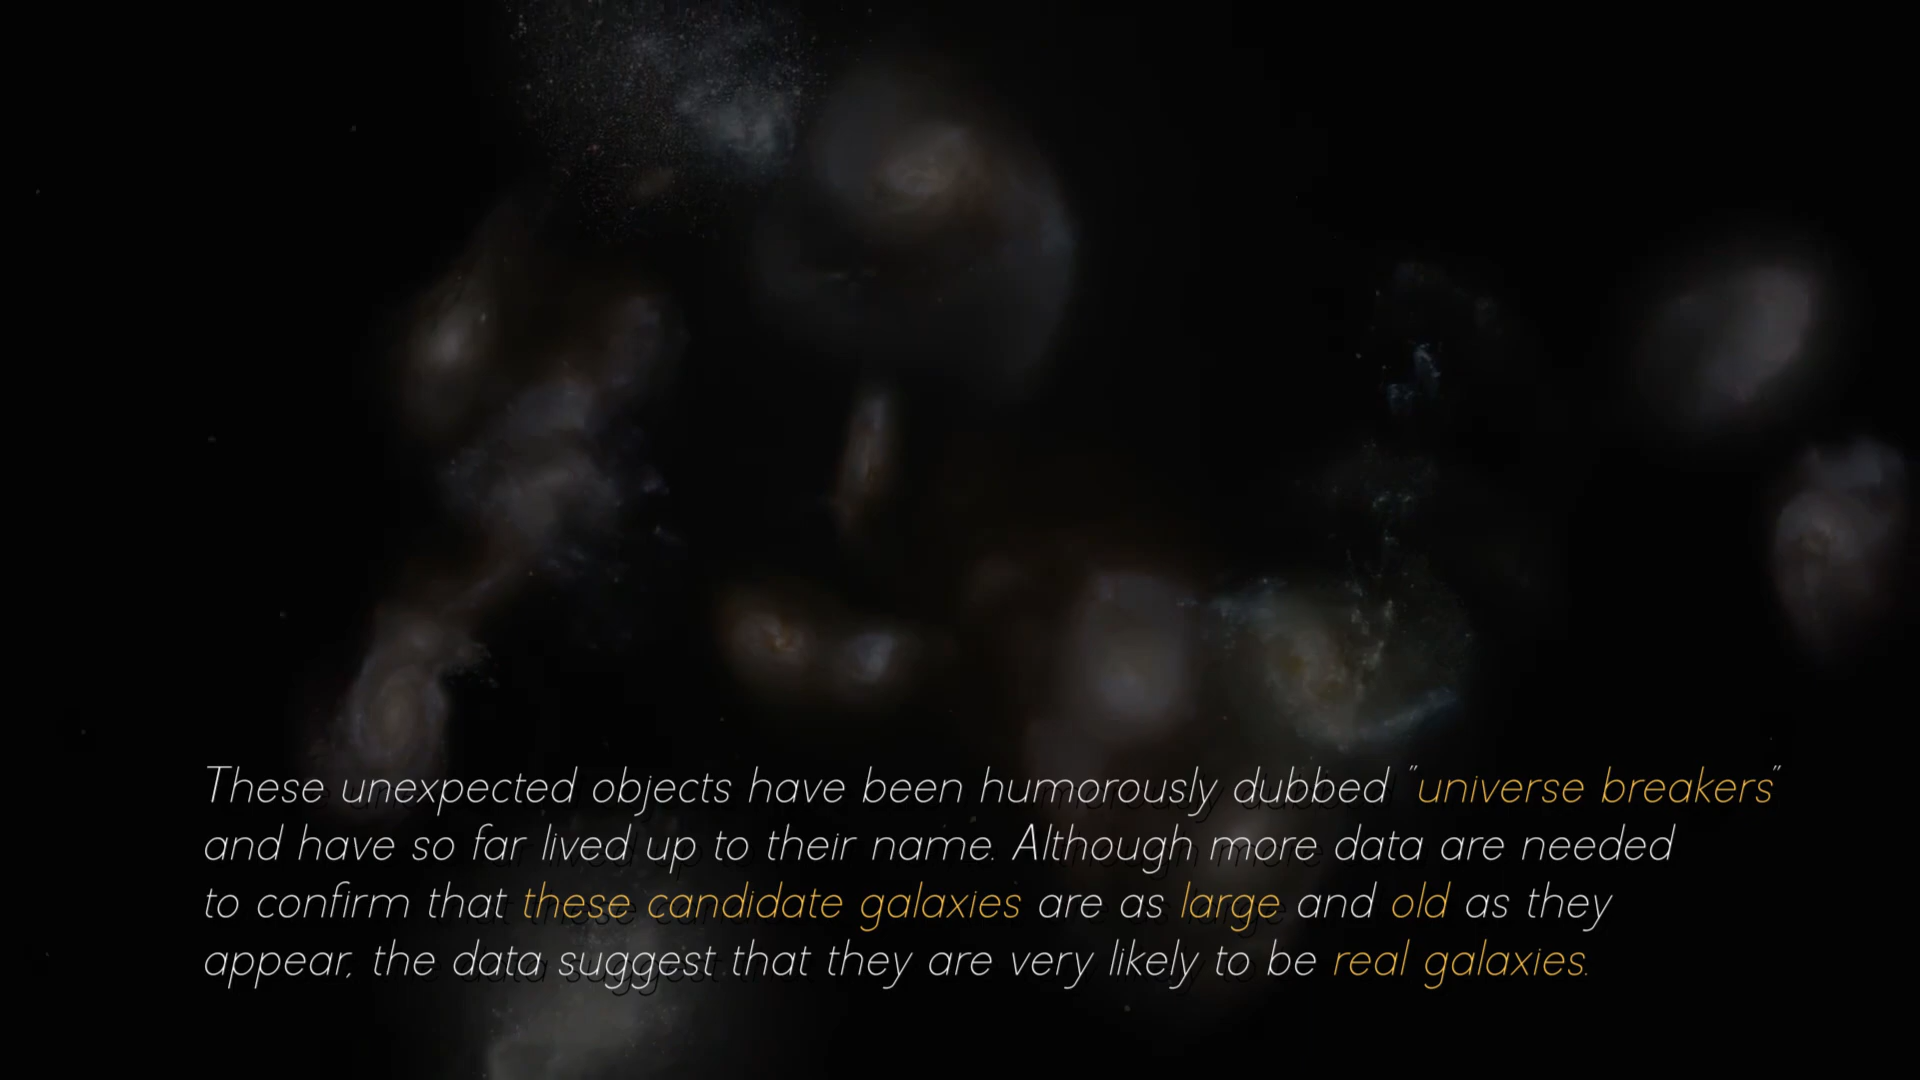 These unexpected objects have been humorously dubbed "universe breakers"
and have so far lived up to their name. Although more data are needed
to confirm that these candidate galaxies are as large and old as they
appear, the data suggest that they are very likely to be real galaxies.